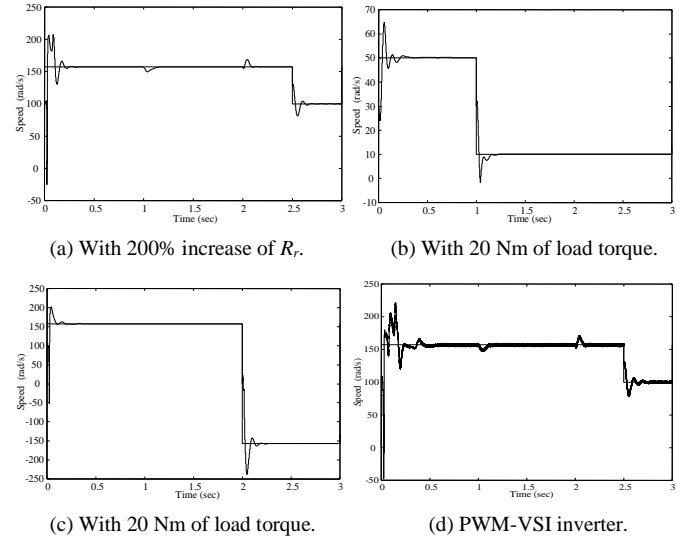 250
200
150
100
50
0
-50
Speed (rad/s)
0 0.5 1 1.5 2 2.5 3
Time (sec)
(a) With 200% increase of Rr.
70
60
50
40
30
20
10
0
-10
Speed (rad/s)
0 0.5 1 1.5 2 2.5 3
Time (sec)
(b) With 20 Nm of load torque.
250
200
150
100
50
0
-50
-100
-150
-200
-250
Speed (rad/s)
0 0.5 1 1.5 2 2.5 3
Time (sec)
(c) With 20 Nm of load torque.
250
200
150
100
50
0
-50
Speed (rad/s)
0 0.5 1 1.5 2 2.5 3
Time (sec)
(d) PWM-VSI inverter.